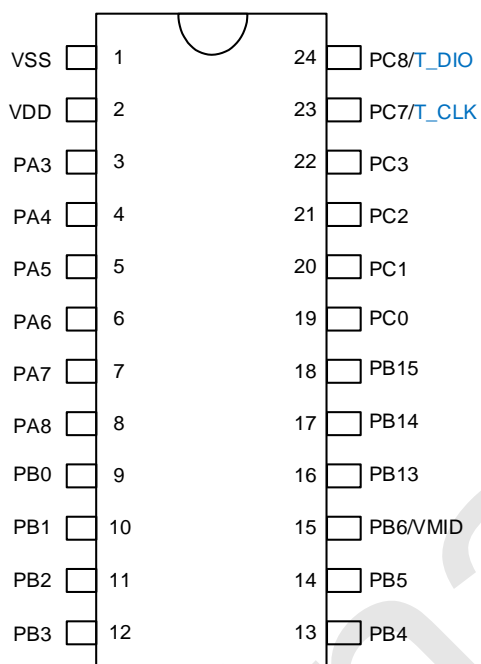 VSS 1 24 PC8/T_DIO
VDD 2 23 PC7/T_CLK
PA3 3 22 PC3
PA4 4 21 PC2
PA5 5 20 PC1
PA6 6 19 PC0
PA7 7 18 PB15
PA8 8 17 PB14
PB0 9 16 PB13
PB1 10 15 PB6/VMID
PB2 11 14 PB5
PB3 12 13 PB4